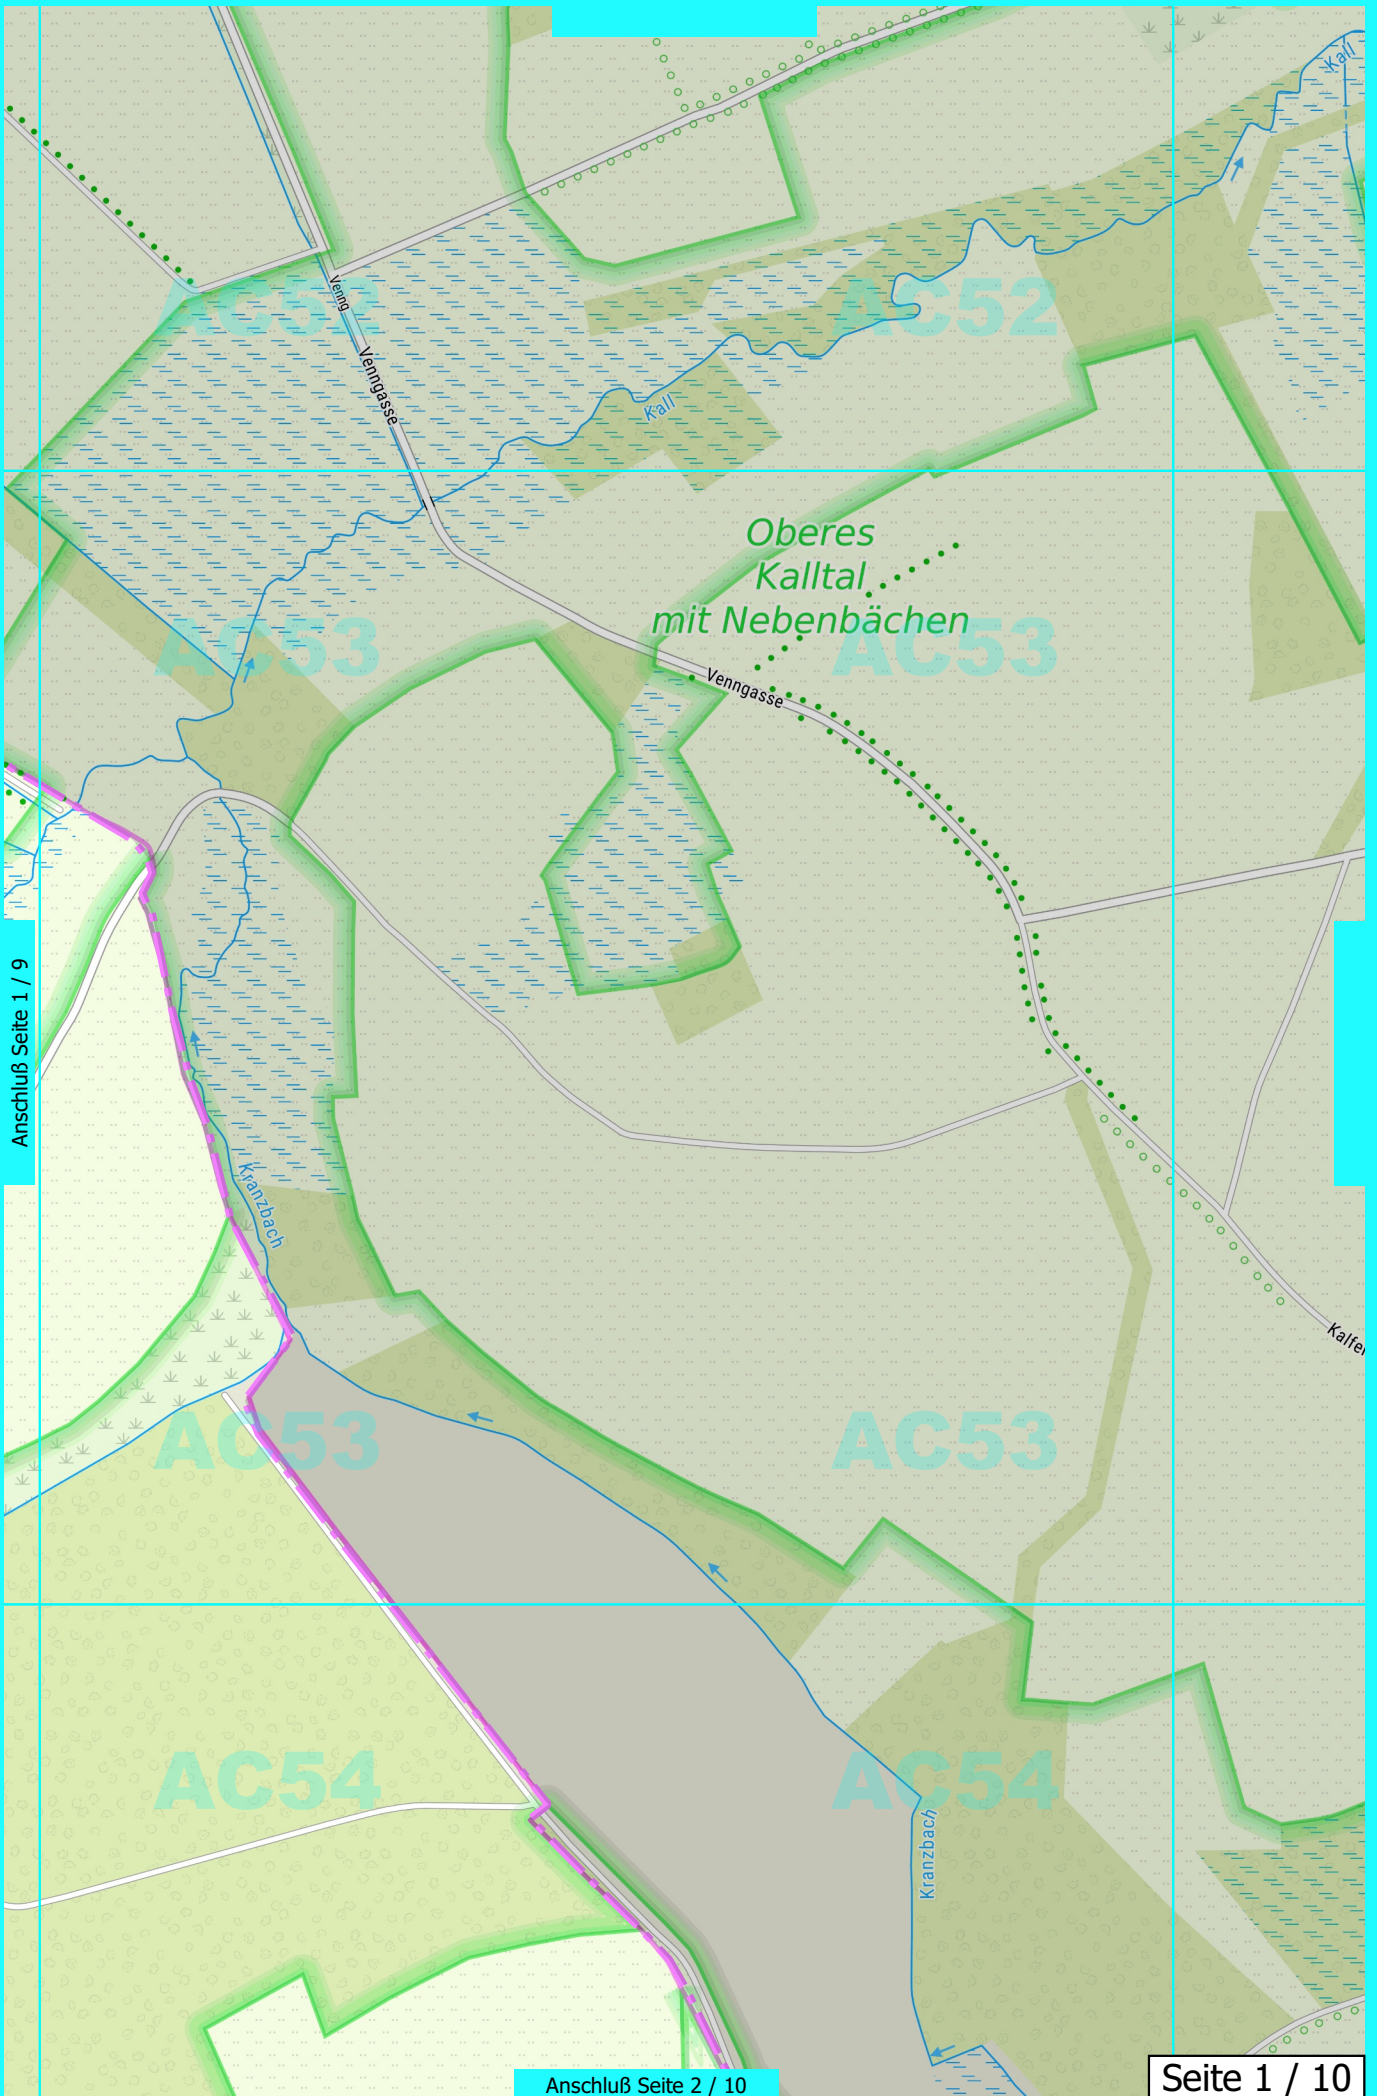 Kall
AC52
AC52
Venng
Venngasse
Kall
Oberes
Kalltal
mit Nebenbächen
AC53
AC53
Venngasse
Anschluß Seite 1 / 9
Kranzbach
Kalfer
AC53
AC53
AC54
AC54
Kranzbach
Anschluß Seite 2 / 10
Seite 1 / 10